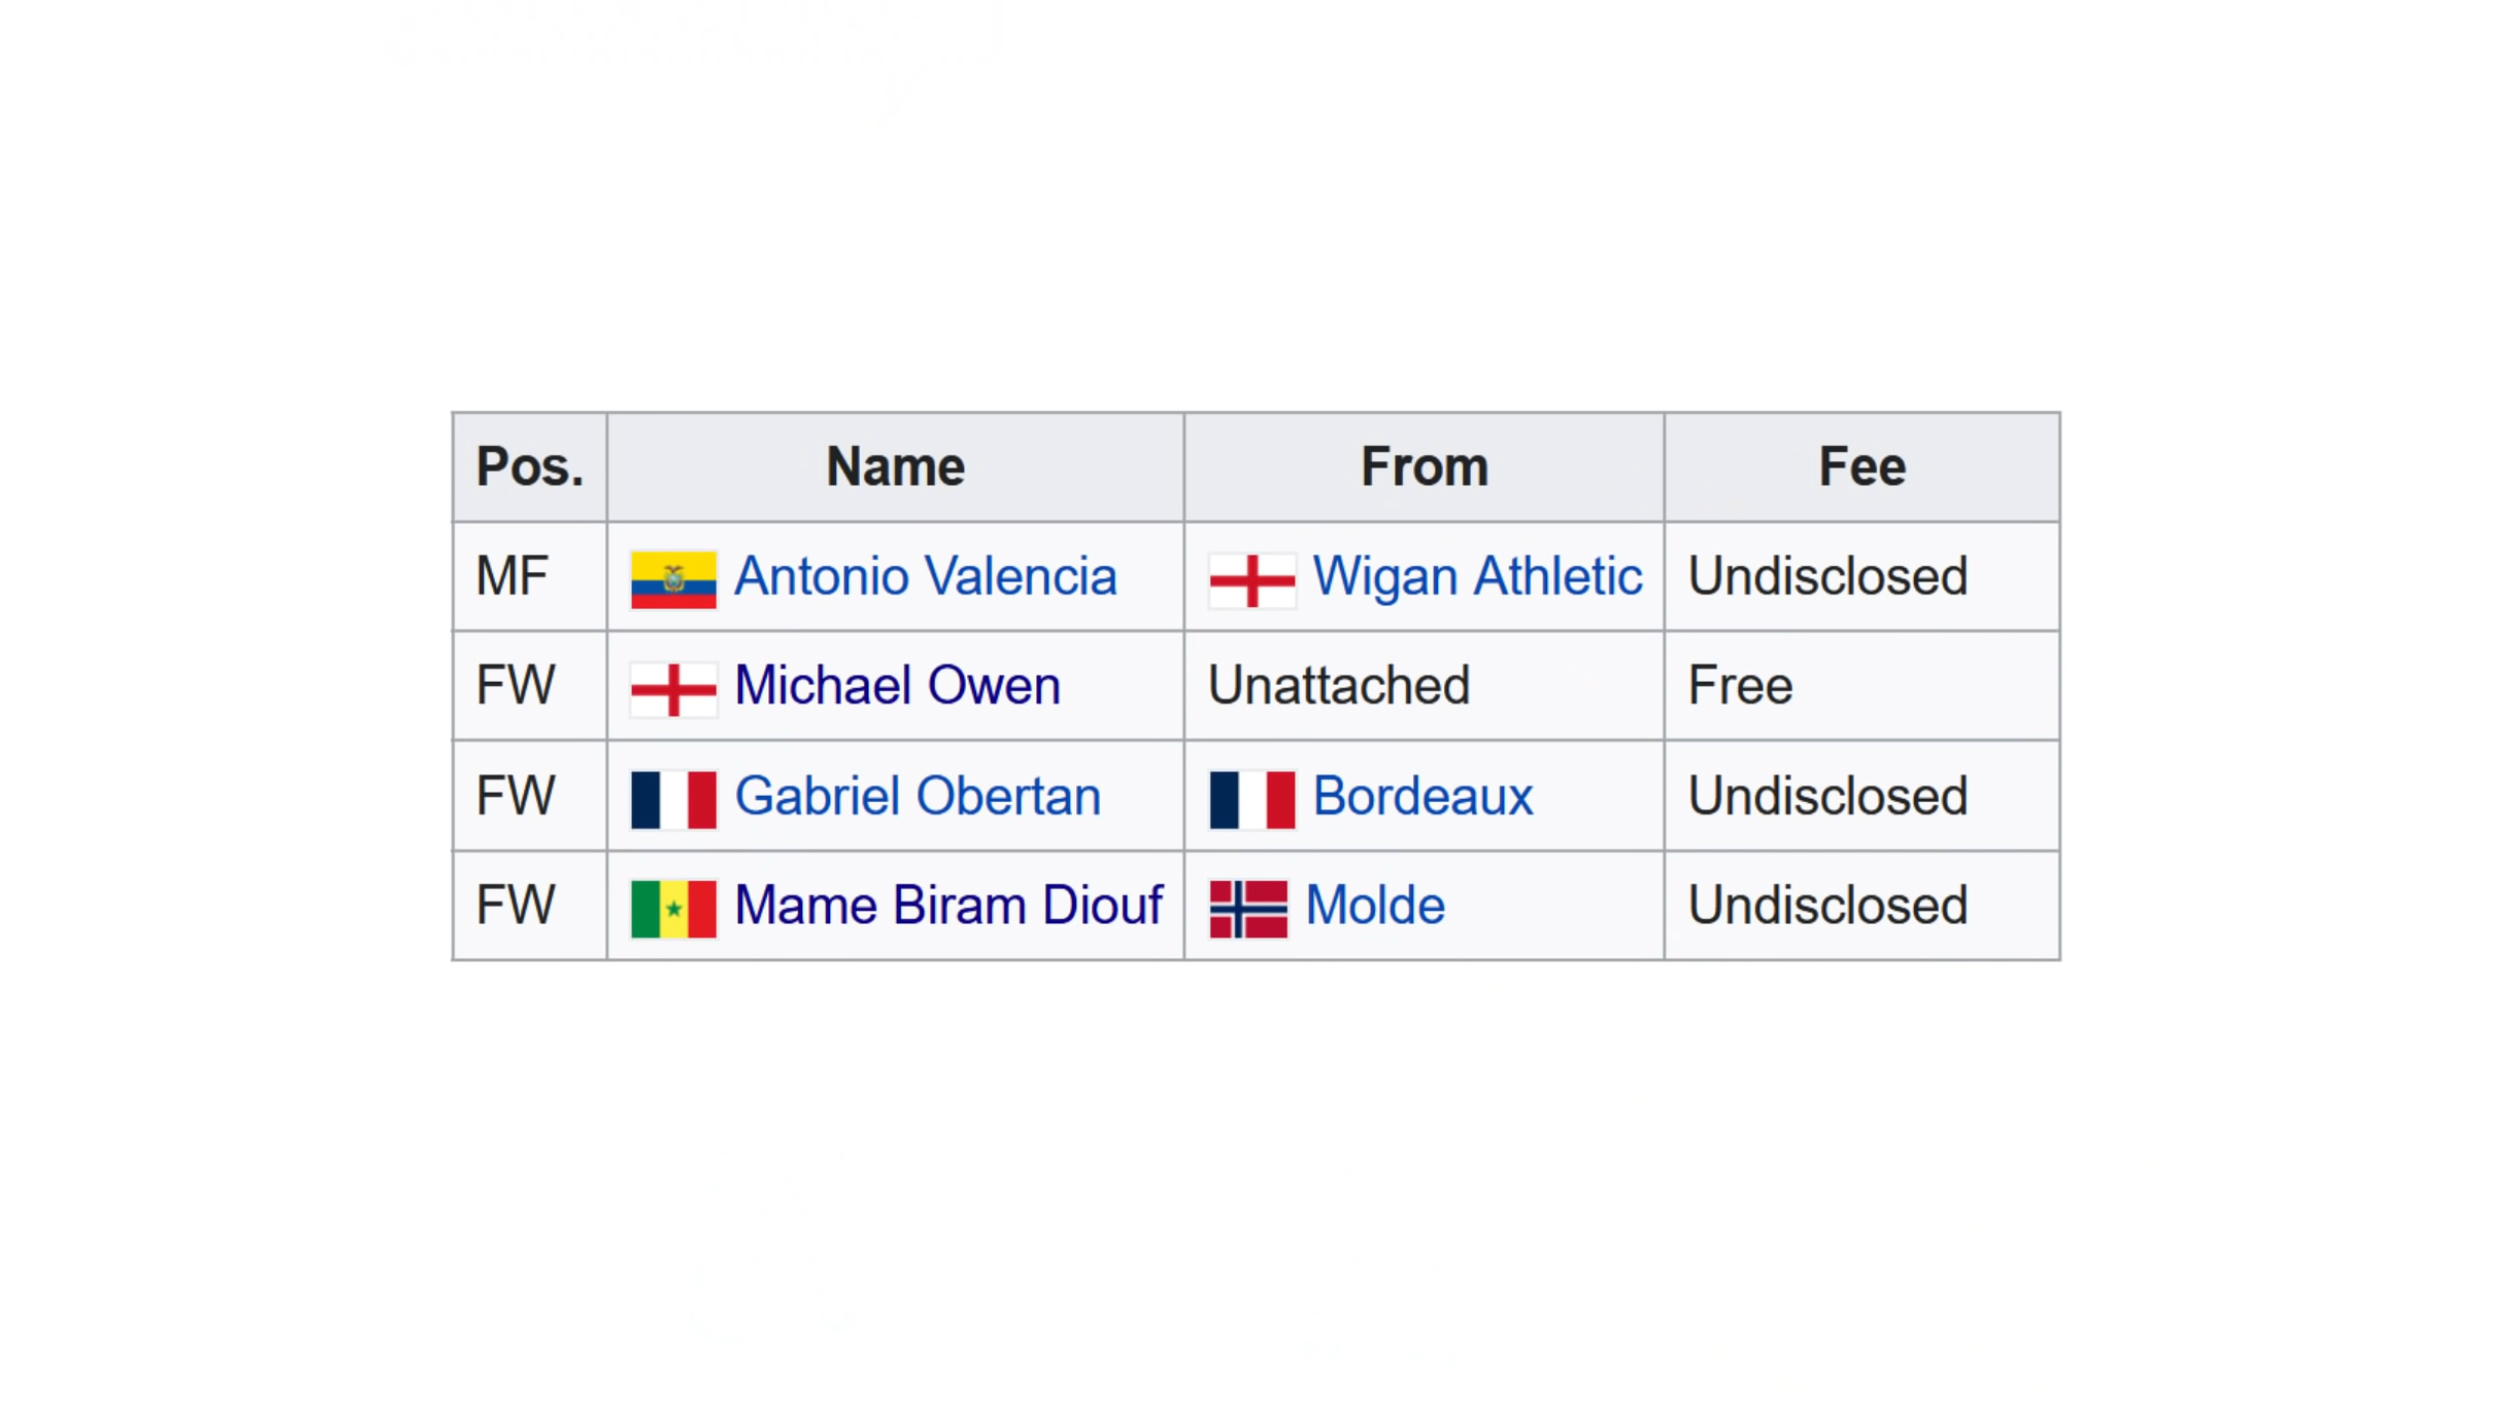 Pos. Name From Fee
MF Antonio Valencia Wigan Athletic Undisclosed
FW Michael Owen Unattached Free
FW Gabriel Obertan Bordeaux Undisclosed
FW Mame Biram Diouf Molde Undisclosed